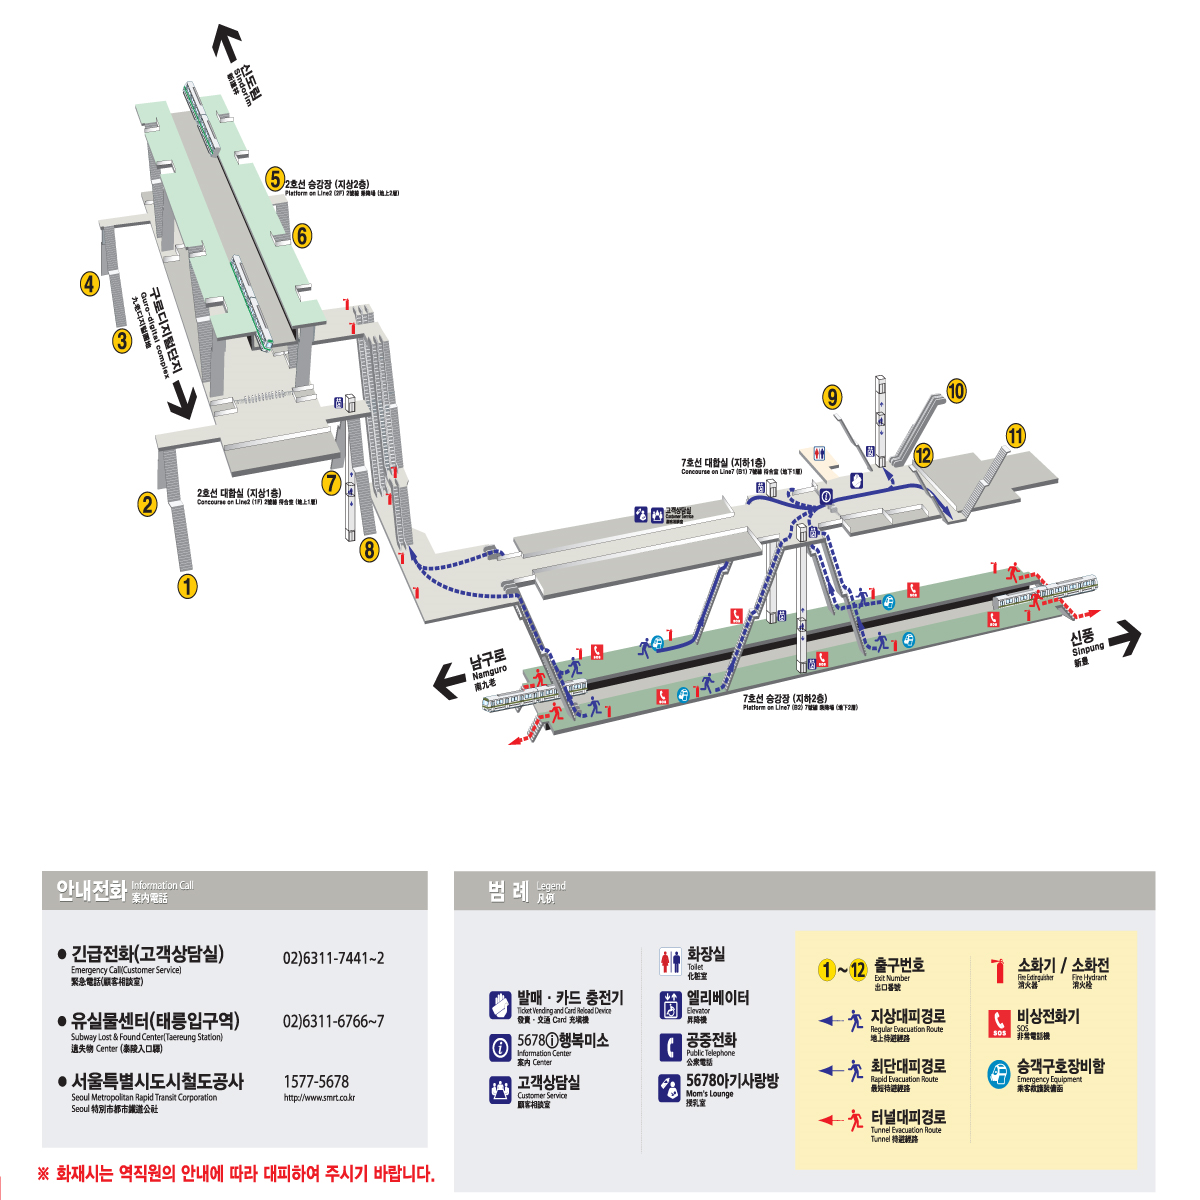 신도림
Sindorim
新道林
5
2호선 승강장 (지상2층)
Platform on Line2 (2F) 2號線 乘降場 (地上2層)
6
4
3
구로디지털단지
Guro-digital complex
九老디지털團地
2
1
2호선 대합실 (지상1층)
Concourse on Line2 (1F) 2號線 待合室 (地上1層)
7
8
9
10
11
12
7호선 대합실 (지하1층)
Concourse on Line7 (B1) 7號線 待合室 (地下1層)
고객상담실
Customer Service
顧客相談室
SOS
SOS
SOS
SOS
SOS
SOS
남구로
Namguro
南九老
신풍
Sinpung
新豊
7호선 승강장 (지하2층)
Platform on Line7 (B2) 7號線 乘降場 (地下2層)
안내전화 Information Call
案内電話
● 긴급전화(고객상담실) 02)6311-7441~2
Emergency Call(Customer Service)
緊急電話(顧客相談室)
● 유실물센터(태릉입구역) 02)6311-6766~7
Subway Lost & Found Center(Taereung Station)
遺失物 Center (泰陵入口驛)
● 서울특별시도시철도공사 1577-5678
Seoul Metropolitan Rapid Transit Corporation http://www.smrt.co.kr
Seoul 特別市都市鐵道公社
※ 화재시는 역직원의 안내에 따라 대피하여 주시기 바랍니다.
범 례 Legend
凡例
발매 · 카드 충전기
Ticket Vending and Card Reload Device
發賣 · 交通 Card 充塡機
5678ⓘ행복미소
Information Center
案内 Center
고객상담실
Customer Service
顧客相談室
화장실
Toilet
化粧室
엘리베이터
Elevator
昇降機
공중전화
Public Telephone
公衆電話
5678아기사랑방
Mom's Lounge
授乳室
1 ~ 12 출구번호
Exit Number
出口番號
지상대피경로
Regular Evacuation Route
地上待避經路
최단대피경로
Rapid Evacuation Route
最短待避經路
터널대피경로
Tunnel Evacuation Route
Tunnel 待避經路
소화기 / 소화전
Fire Extinguisher Fire Hydrant
消火器 消火栓
SOS
비상전화기
SOS
非常電話機
승객구호장비함
Emergency Equipment
乘客救護裝備函